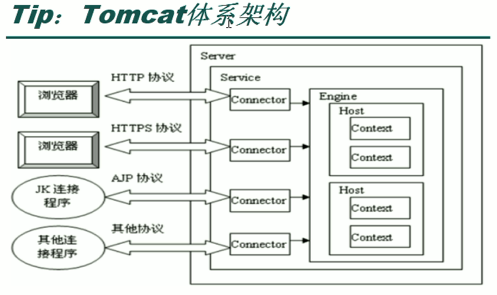 Tip：Tomcat体系架构
Server
Service
HTTP 协议
浏览器
Connector
Engine
Host
Context
Context
HTTPS 协议
浏览器
Connector
AJP 协议
JK 连接
程序
Connector
Host
Context
Context
其他协议
其他连
接程序
Connector